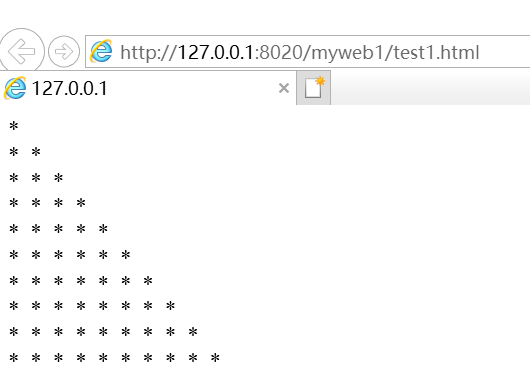 http://127.0.0.1:8020/myweb1/test1.html
127.0.0.1
*
* *
* * *
* * * *
* * * * *
* * * * * *
* * * * * * *
* * * * * * * *
* * * * * * * * *
* * * * * * * * * *